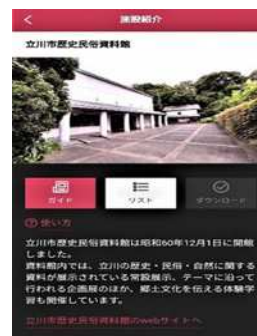 施設紹介
立川市歴史民俗資料館
ガイド
リスト
ダウンロード
使い方
立川市歴史民俗資料館は昭和60年12月1日に開館
しました。
資料館内では、立川の歴史・民俗・自然に関する
資料が展示されている常設展示、テーマに沿って
行われる企画展のほか、郷土文化を伝える体験学
習も開催しています。
立川市歴史民俗資料館のwebサイトへ